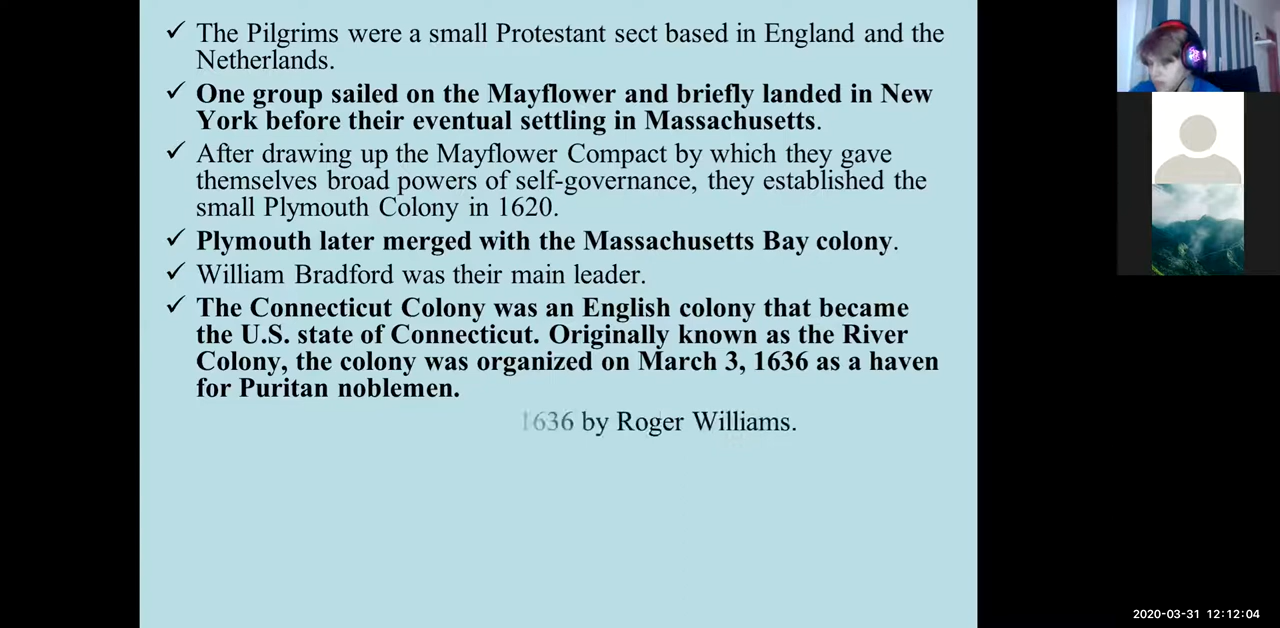 ✓ The Pilgrims were a small Protestant sect based in England and the
Netherlands.
✓ One group sailed on the Mayflower and briefly landed in New
York before their eventual settling in Massachusetts.
✓ After drawing up the Mayflower Compact by which they gave
themselves broad powers of self-governance, they established the
small Plymouth Colony in 1620.
✓ Plymouth later merged with the Massachusetts Bay colony.
✓ William Bradford was their main leader.
✓ The Connecticut Colony was an English colony that became
the U.S. state of Connecticut. Originally known as the River
Colony, the colony was organized on March 3, 1636 as a haven
for Puritan noblemen.
1636 by Roger Williams.
2020-03-31 12:12:04